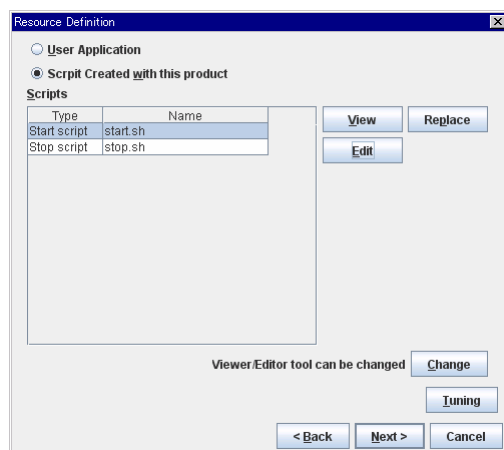 Resource Definition
User Application
Scrpit Created with this product
Scripts
Type Name
Start script start.sh
Stop script stop.sh
View Replace
Edit
Viewer/Editor tool can be changed Change
Tuning
< Back Next > Cancel